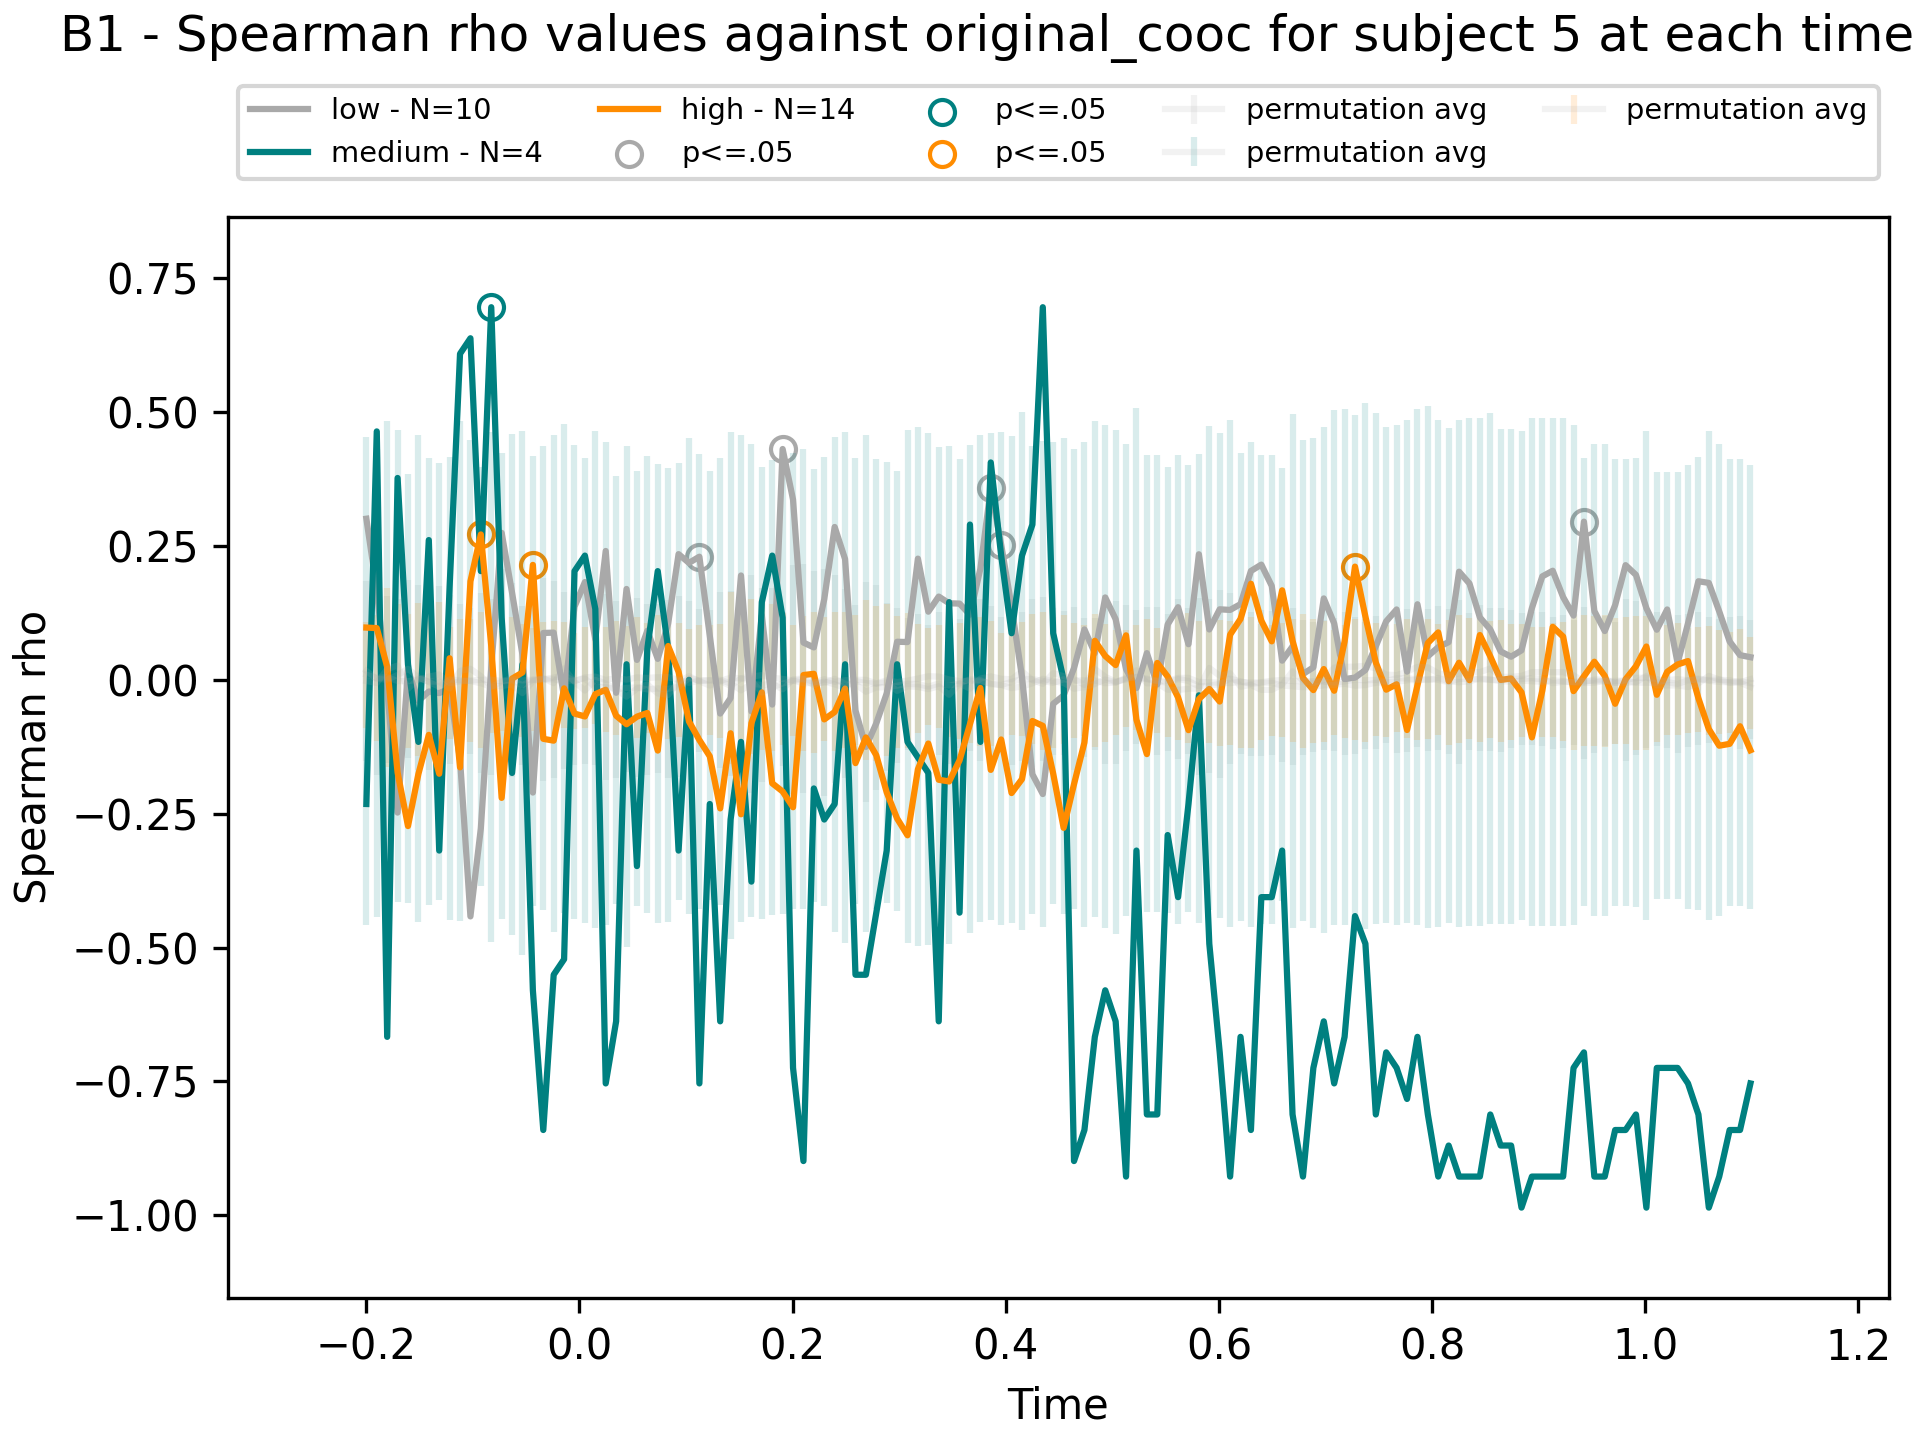 B1 - Spearman rho values against original_cooc for subject 5 at each time
low - N=10 high - N=14 p<=.05 permutation avg permutation avg
medium - N=4 p<=.05 p<=.05 permutation avg
Spearman rho
0.75
0.50
0.25
0.00
−0.25
−0.50
−0.75
−1.00
−0.2 0.0 0.2 0.4 0.6 0.8 1.0 1.2
Time